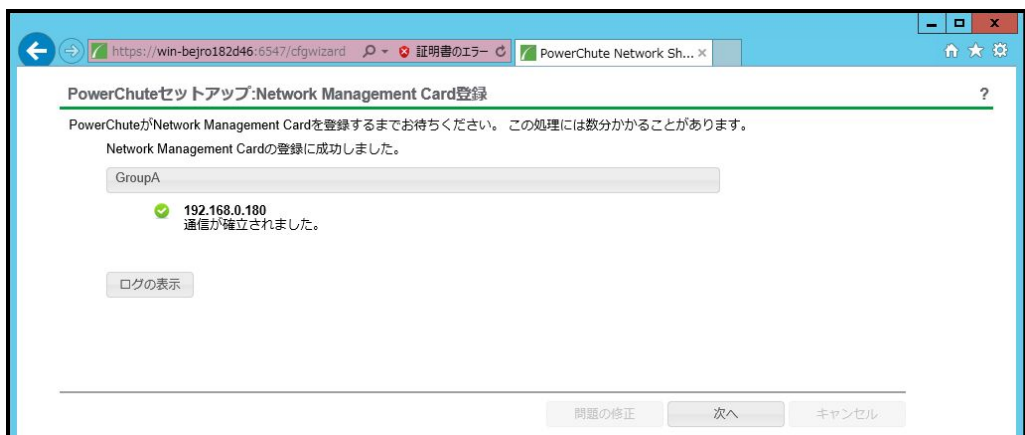 https://win-bejro182d46:6547/cfgwizard
証明書のエラー
PowerChute Network Sh...
PowerChuteセットアップ:Network Management Card登録
?
PowerChuteがNetwork Management Cardを登録するまでお待ちください。 この処理には数分かかることがあります。
Network Management Cardの登録に成功しました。
GroupA
192.168.0.180
通信が確立されました。
ログの表示
問題の修正
次へ
キャンセル